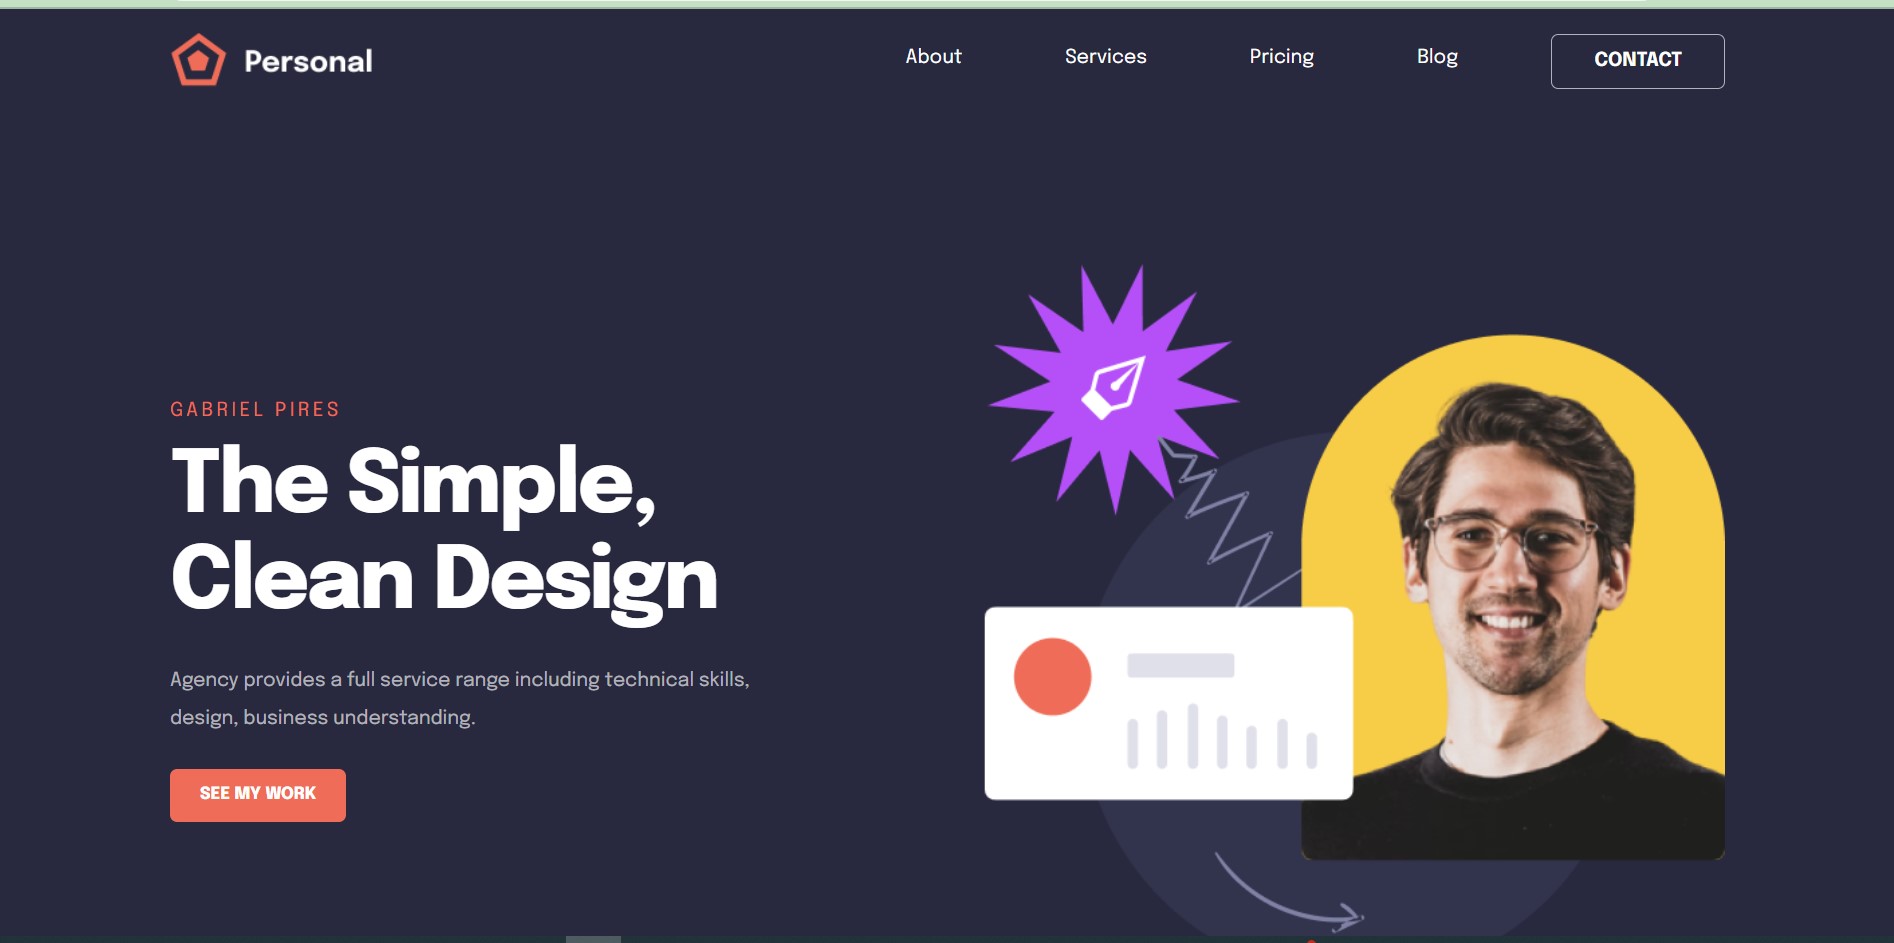 Personal
About
Services
Pricing
Blog
CONTACT
GABRIEL PIRES
The Simple,
Clean Design
Agency provides a full service range including technical skills,
design, business understanding.
SEE MY WORK